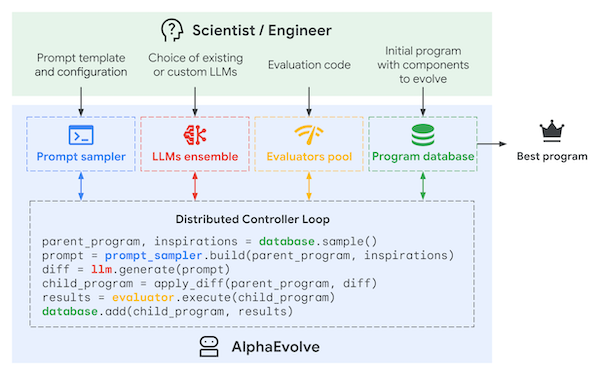 Scientist / Engineer
Prompt template
and configuration
Choice of existing
or custom LLMs
Evaluation code
Initial program
with components
to evolve
Prompt sampler
LLMs ensemble
Evaluators pool
Program database
Best program
Distributed Controller Loop
parent_program, inspirations = database.sample()
prompt = prompt_sampler.build(parent_program, inspirations)
diff = llm.generate(prompt)
child_program = apply_diff(parent_program, diff)
results = evaluator.execute(child_program)
database.add(child_program, results)
AlphaEvolve